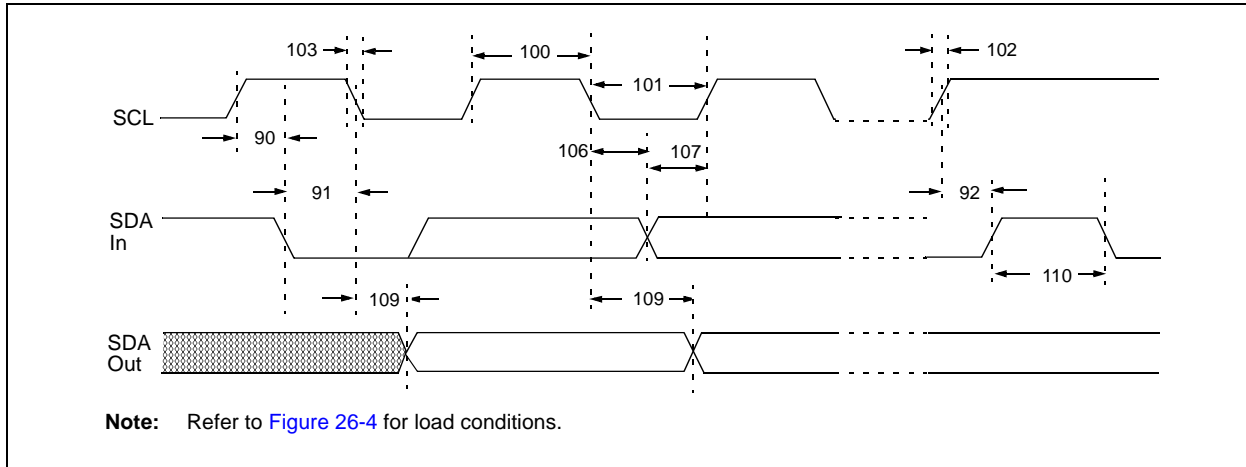 103
100
102
101
SCL
90
106
107
91
92
SDA
In
110
109
109
SDA
Out
Note: Refer to Figure 26-4 for load conditions.